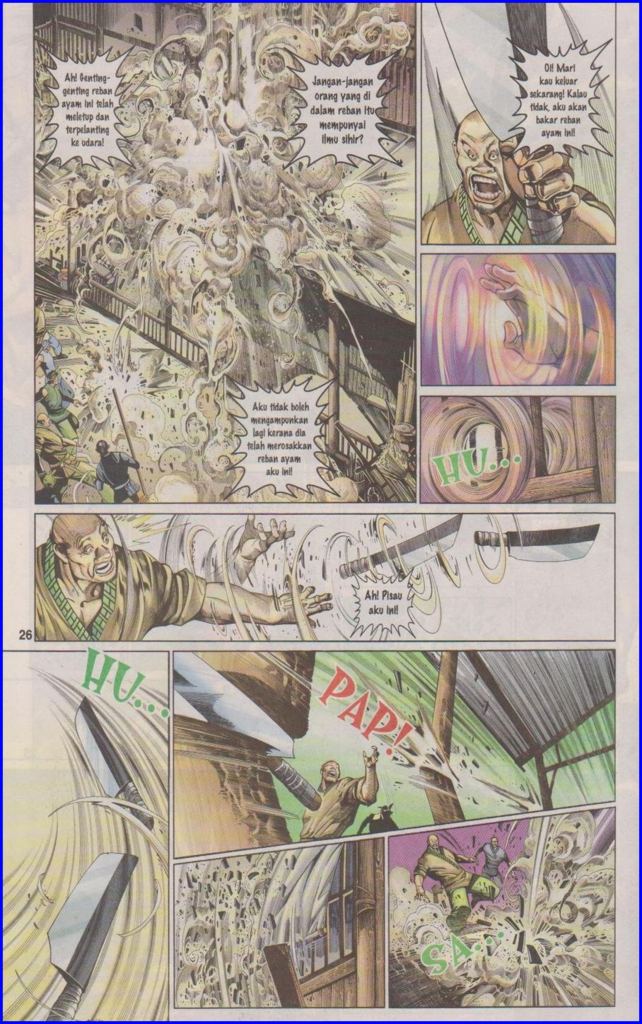 Ah! Genting-
genting reban
ayam ini telah
meletup dan
terpelanting
ke udara!
Jangan-jangan
orang yang di
dalam reban itu
mempunyai
ilmu sihir?
Oi! Mari
kau keluar
sekarang! Kalau
tidak, aku akan
bakar reban
ayam ini!
Aku tidak boleh
mengampunkan
lagi kerana dia
telah merosakkan
reban ayam
aku ini!
HU...
Ah! Pisau
aku ini!
26
HU...
PAP!
SA...